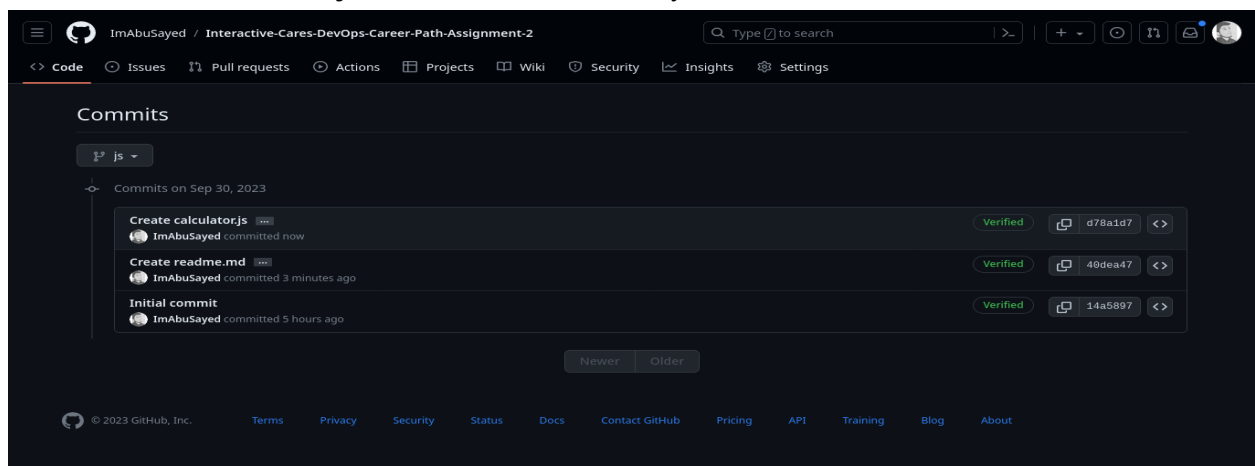 ImAbuSayed / Interactive-Cares-DevOps-Career-Path-Assignment-2 Type / to search
Code Issues Pull requests Actions Projects Wiki Security Insights Settings
Commits
js
Commits on Sep 30, 2023
Create calculator.js ...
Verified d78a1d7
ImAbuSayed committed now
Create readme.md ...
Verified 40dea47
ImAbuSayed committed 3 minutes ago
Initial commit
Verified 14a5897
ImAbuSayed committed 5 hours ago
Newer Older
© 2023 GitHub, Inc. Terms Privacy Security Status Docs Contact GitHub Pricing API Training Blog About